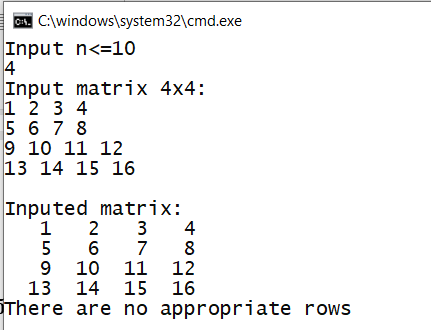 C:\windows\system32\cmd.exe
Input n<=10
4
Input matrix 4x4:
1 2 3 4
5 6 7 8
9 10 11 12
13 14 15 16
Inputed matrix:
1 2 3 4
5 6 7 8
9 10 11 12
13 14 15 16
There are no appropriate rows